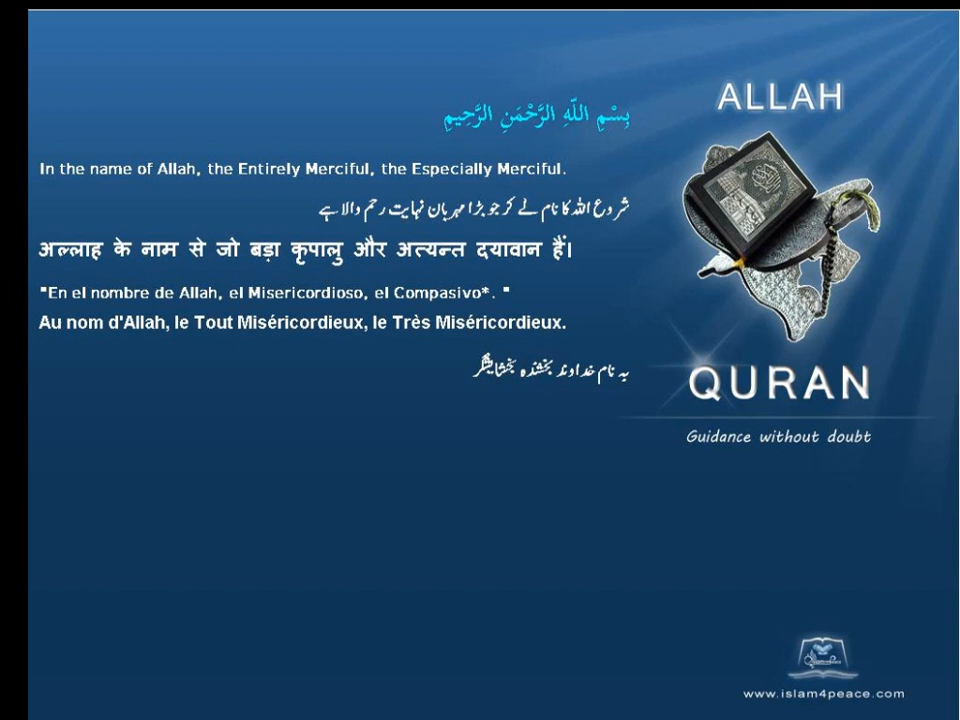 بِسْمِ اللّهِ الرَّحْمَنِ الرَّحِيمِ
In the name of Allah, the Entirely Merciful, the Especially Merciful.
شروع الله کا نام لے کر جو بڑا مہربان نہایت رحم والا ہے
अल्लाह के नाम से जो बड़ा कृपालु और अत्यन्त दयावान हैं।
"En el nombre de Allah, el Misericordioso, el Compasivo*. "
Au nom d'Allah, le Tout Miséricordieux, le Très Miséricordieux.
به نام خداوند بخشنده بخشایشگر
ALLAH
QURAN
Guidance without doubt
www.islam4peace.com